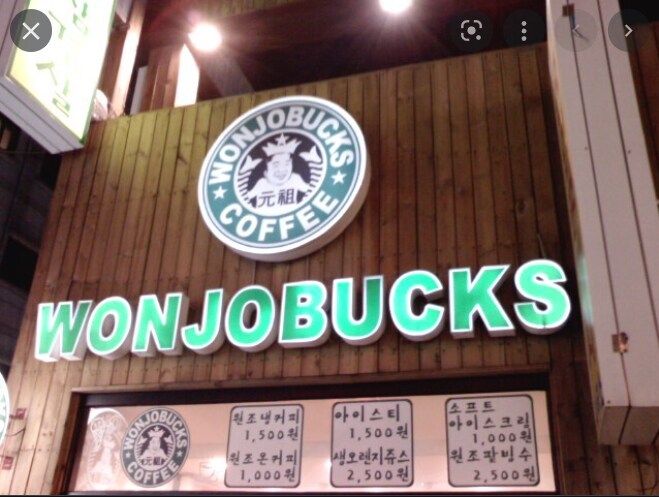 WONJOBUCKS
元祖
COFFEE
WONJOBUCKS
WONJOBUCKS
元祖
COFFEE
원조냉커피
1,500원
원조온커피
1,000원
아이스티
1,500원
생오렌지쥬스
2,500원
소프트
아이스크림
1,000원
원조팥빙수
2,500원